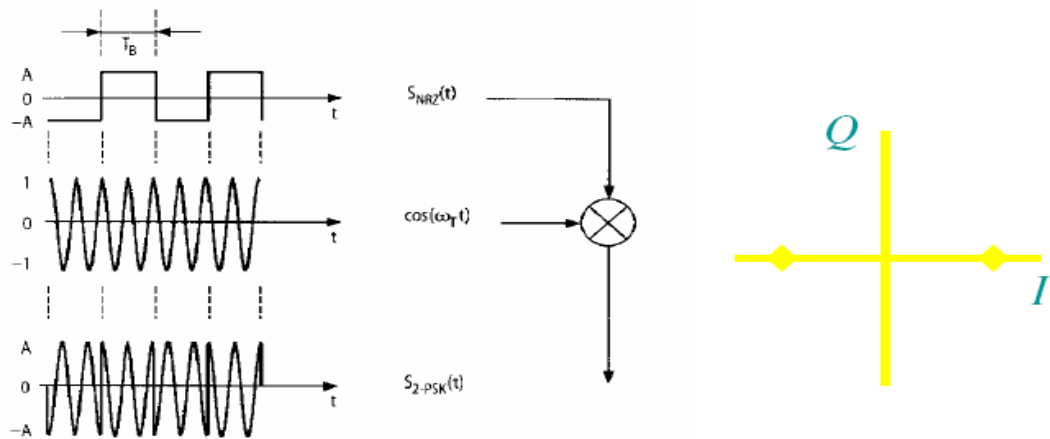 T_B
A
0
-A
t
S_NRZ(t)
1
0
-1
t
cos(ω_T t)
A
0
-A
t
S_2-PSK(t)
Q
I